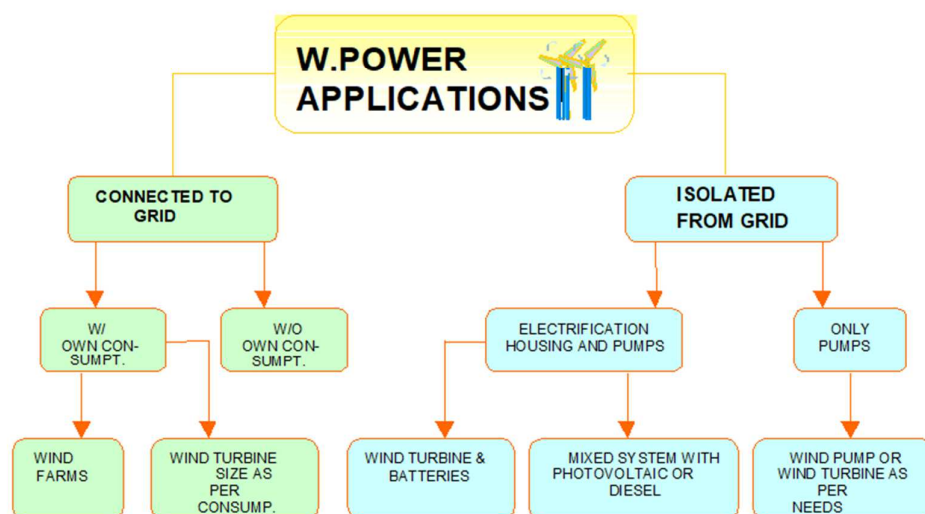 W.POWER
APPLICATIONS
CONNECTED TO
GRID
ISOLATED
FROM GRID
W/
OWN CON-
SUMPT.
W/O
OWN CON-
SUMPT.
ELECTRIFICATION
HOUSING AND PUMPS
ONLY
PUMPS
WIND
FARMS
WIND TURBINE
SIZE AS
PER
CONSUMP.
WIND TURBINE &
BATTERIES
MIXED SYSTEM WITH
PHOTOVOLTAIC OR
DIESEL
WIND PUMP OR
WIND TURBINE AS
PER
NEEDS